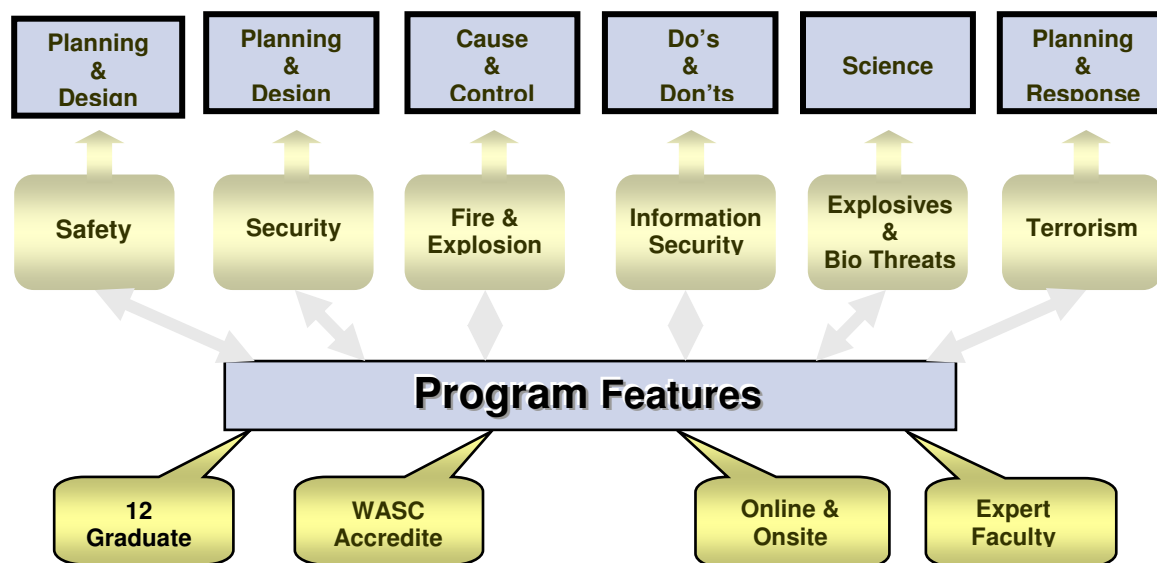 Planning
&
Design
Planning
&
Design
Cause
&
Control
Do's
&
Don'ts
Science
Planning
&
Response
Safety
Security
Fire &
Explosion
Information
Security
Explosives
&
Bio Threats
Terrorism
Program Features
12
Graduate
WASC
Accredite
Online &
Onsite
Expert
Faculty